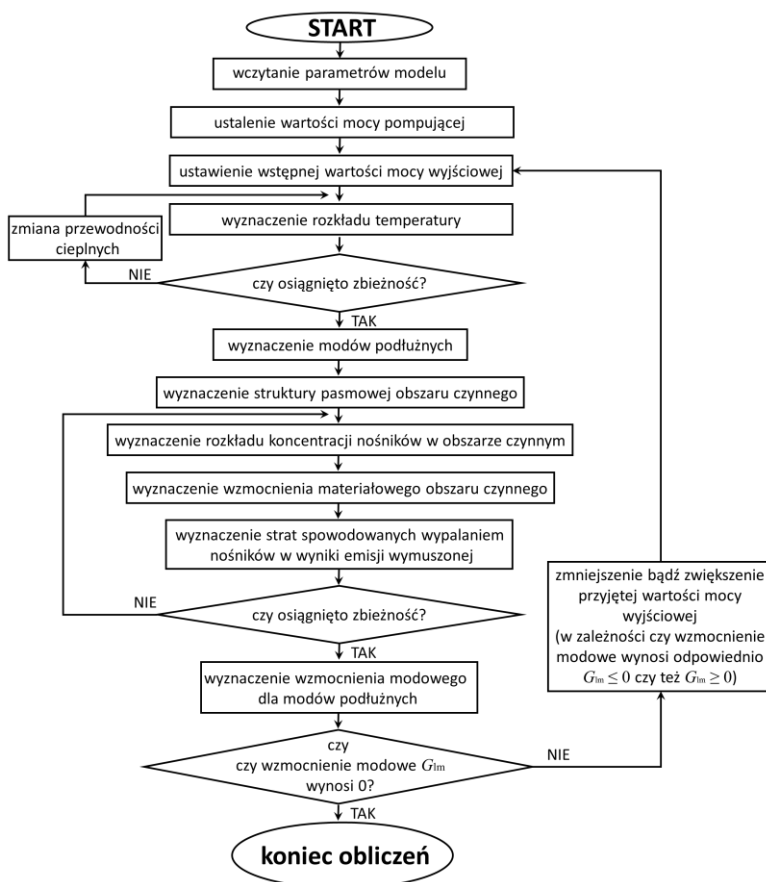 START
wczytanie parametrów modelu
ustalenie wartości mocy pompującej
ustawienie wstępnej wartości mocy wyjściowej
wyznaczenie rozkładu temperatury
zmiana przewodności
cieplnych
NIE
czy osiągnięto zbieżność?
TAK
wyznaczenie modów podłużnych
wyznaczenie struktury pasmowej obszaru czynnego
wyznaczenie rozkładu koncentracji nośników w obszarze czynnym
wyznaczenie wzmocnienia materiałowego obszaru czynnego
wyznaczenie strat spowodowanych wypalaniem
nośników w wyniki emisji wymuszonej
NIE
czy osiągnięto zbieżność?
TAK
wyznaczenie wzmocnienia modowego
dla modów podłużnych
czy
czy wzmocnienie modowe Glm
wynosi 0?
NIE
zmniejszenie bądź zwiększenie
przyjętej wartości mocy
wyjściowej
(w zależności czy wzmocnienie
modowe wynosi odpowiednio
Glm ≤ 0 czy też Glm ≥ 0)
TAK
koniec obliczeń